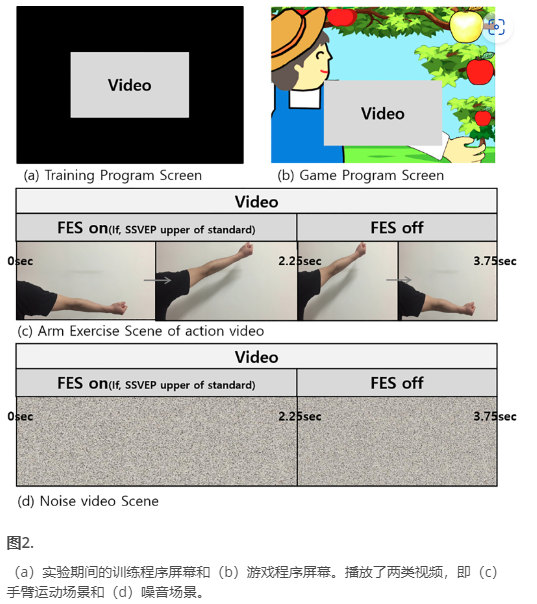 Video
Video
(a) Training Program Screen
(b) Game Program Screen
Video
FES on(If, SSVEP upper of standard)
FES off
0sec
2.25sec
3.75sec
(c) Arm Exercise Scene of action video
Video
FES on(If, SSVEP upper of standard)
FES off
0sec
2.25sec
3.75sec
(d) Noise video Scene
图2.
（a）实验期间的训练程序屏幕和（b）游戏程序屏幕。播放了两类视频，即（c）
手臂运动场景和（d）噪音场景。